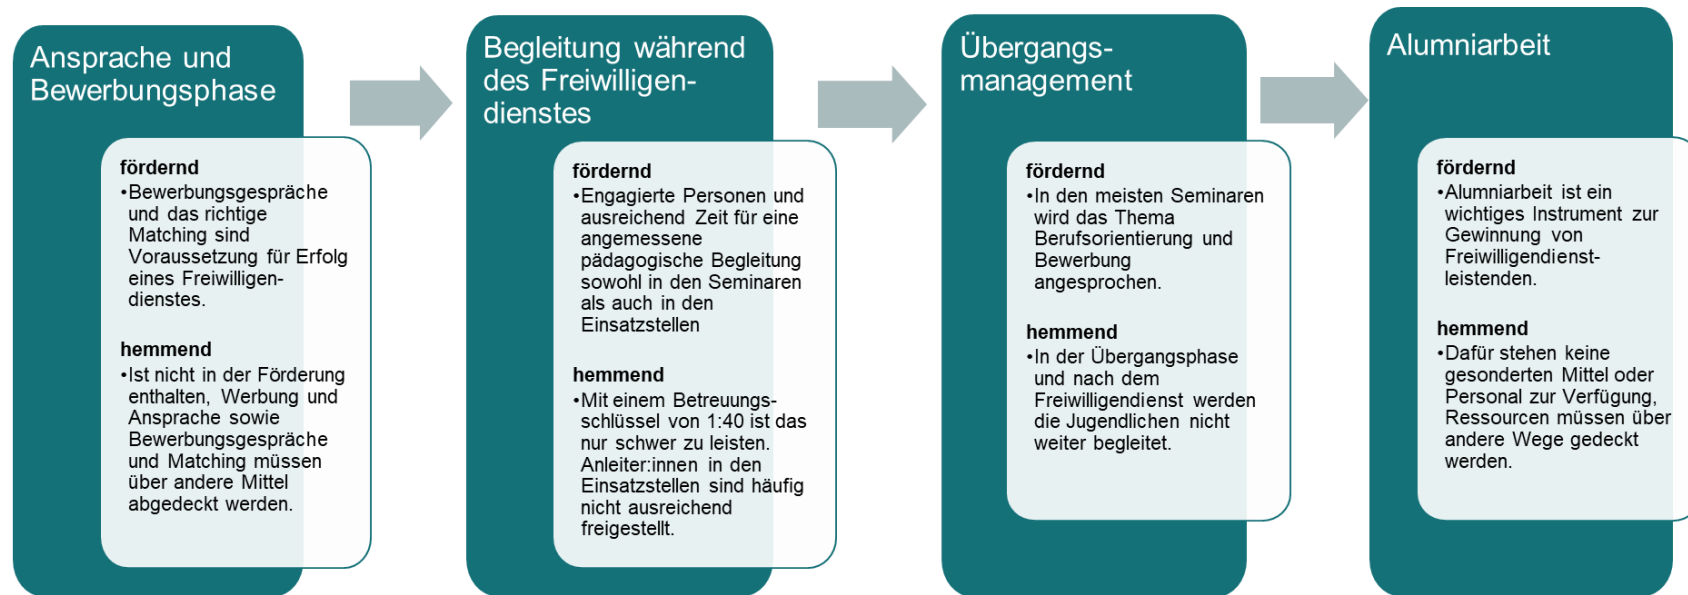 Ansprache und
Bewerbungsphase
fördernd
•Bewerbungsgespräche
und das richtige
Matching sind
Voraussetzung für Erfolg
eines Freiwilligen-
dienstes.
hemmend
•Ist nicht in der Förderung
enthalten, Werbung und
Ansprache sowie
Bewerbungsgespräche
und Matching müssen
über andere Mittel
abgedeckt werden.
Begleitung während
des Freiwilligen-
dienstes
fördernd
•Engagierte Personen und
ausreichend Zeit für eine
angemessene
pädagogische Begleitung
sowohl in den Seminaren
als auch in den
Einsatzstellen
hemmend
•Mit einem Betreuungs-
schlüssel von 1:40 ist das
nur schwer zu leisten.
Anleiter:innen in den
Einsatzstellen sind häufig
nicht ausreichend
freigestellt.
Übergangs-
management
fördernd
•In den meisten Seminaren
wird das Thema
Berufsorientierung und
Bewerbung
angesprochen.
hemmend
•In der Übergangsphase
und nach dem
Freiwilligendienst werden
die Jugendlichen nicht
weiter begleitet.
Alumniarbeit
fördernd
•Alumniarbeit ist ein
wichtiges Instrument zur
Gewinnung von
Freiwilligendienst-
leistenden.
hemmend
•Dafür stehen keine
gesonderten Mittel oder
Personal zur Verfügung,
Ressourcen müssen über
andere Wege gedeckt
werden.